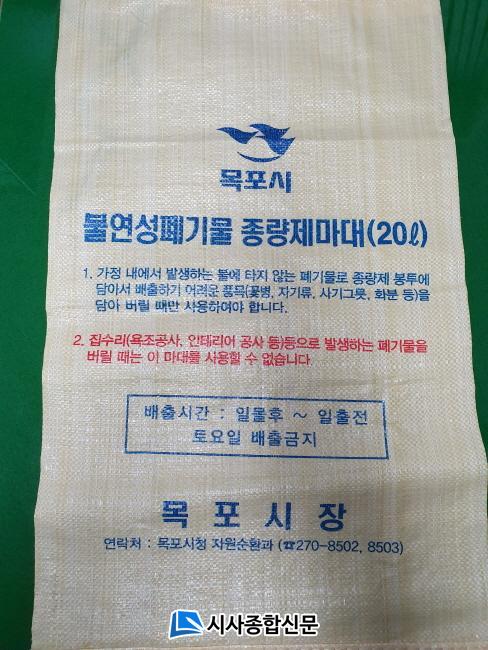 목포시
불연성폐기물 종량제마대(20ℓ)
1. 가정 내에서 발생하는 불에 타지 않는 폐기물로 종량제 봉투에
담아서 배출하기 어려운 품목(꽃병, 자기류, 사기그릇, 화분 등)을
담아 버릴 때만 사용하여야 합니다.
2. 집수리(욕조공사, 인테리어 공사 등)등으로 발생하는 폐기물을
버릴 때는 이 마대를 사용할 수 없습니다.
배출시간 : 일몰후 ~ 일출전
토요일 배출금지
목포시장
연락처 : 목포시청 자원순환과 (☎270-8502, 8503)
시사종합신문